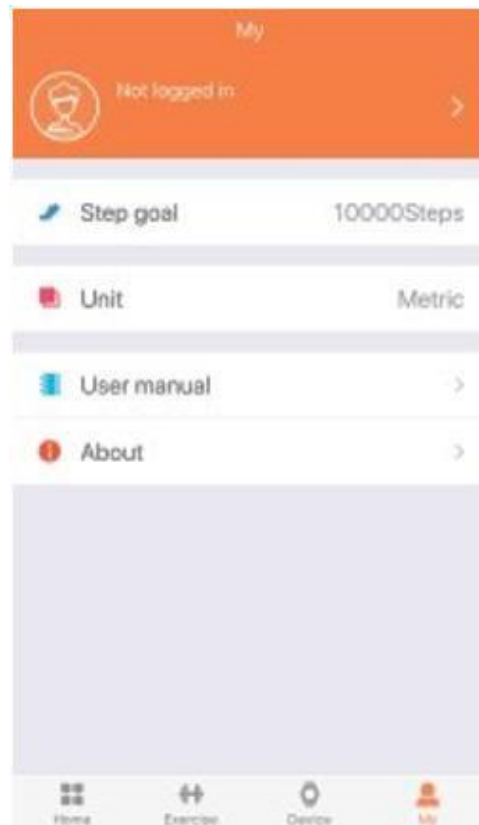 My
Not logged in
Step goal 10000Steps
Unit Metric
User manual
About
Home Exercise Device My